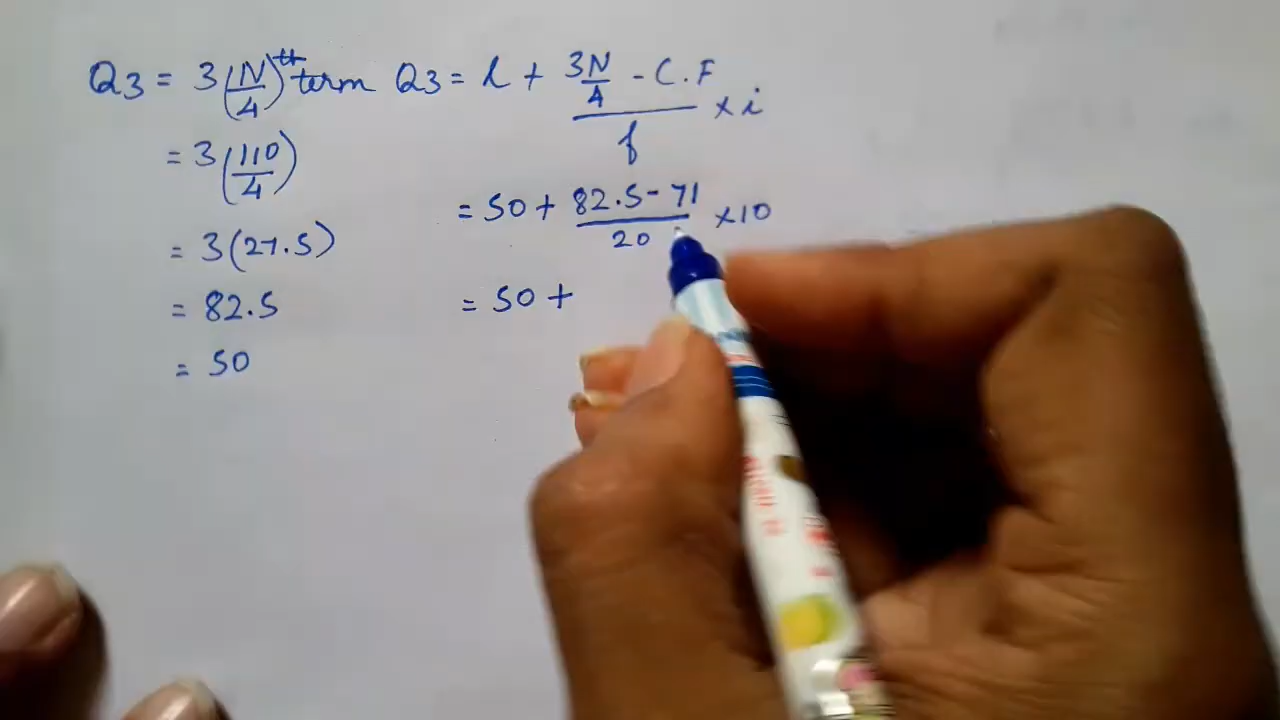 Q3 = 3(N/4)th term Q3 = l + 3N/4 - C.F / f × i
= 3(110/4)
= 50 + 82.5 - 71 / 20 × 10
= 3(27.5)
= 82.5
= 50 +
= 50